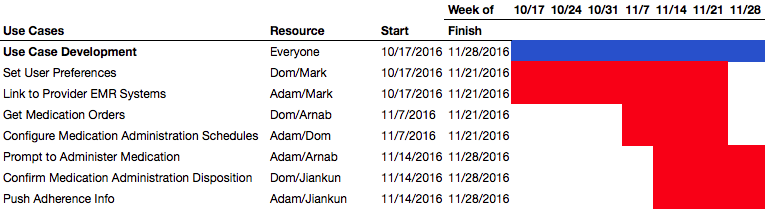 Week of 10/17 10/24 10/31 11/7 11/14 11/21 11/28
Use Cases Resource Start Finish
Use Case Development Everyone 10/17/2016 11/28/2016
Set User Preferences Dom/Mark 10/17/2016 11/21/2016
Link to Provider EMR Systems Adam/Mark 10/17/2016 11/21/2016
Get Medication Orders Dom/Arnab 11/7/2016 11/21/2016
Configure Medication Administration Schedules Adam/Dom 11/7/2016 11/21/2016
Prompt to Administer Medication Adam/Arnab 11/14/2016 11/28/2016
Confirm Medication Administration Disposition Dom/Jiankun 11/14/2016 11/28/2016
Push Adherence Info Adam/Jiankun 11/14/2016 11/28/2016